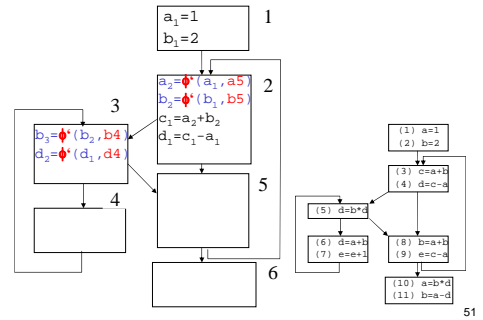 1
a₁=1
b₁=2
2
a₂=ϕ‘(a₁,a5)
b₂=ϕ‘(b₁,b5)
c₁=a₂+b₂
d₁=c₁-a₁
3
b₃=ϕ‘(b₂,b4)
d₂=ϕ‘(d₁,d4)
4
5
6
(1) a=1
(2) b=2
(3) c=a+b
(4) d=c-a
(5) d=b*d
(6) d=a+b
(7) e=e+1
(8) b=a+b
(9) e=c-a
(10) a=b*d
(11) b=a-d
51